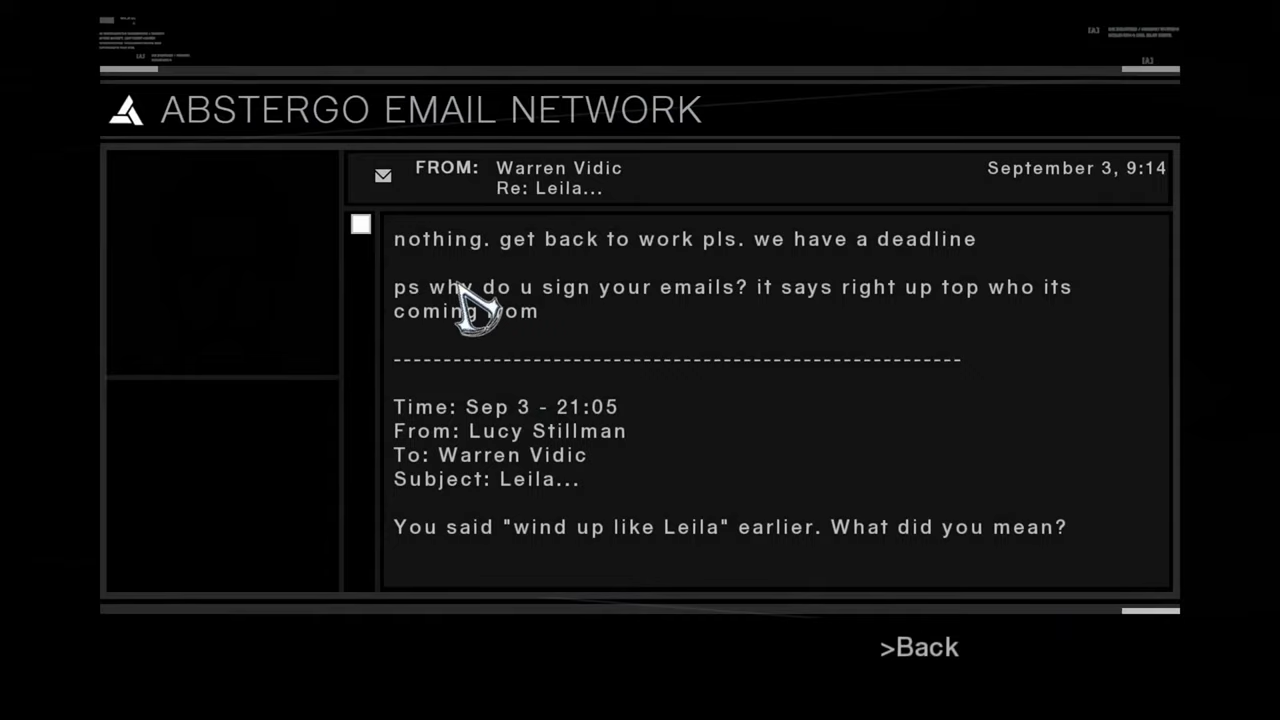 ABSTERGO EMAIL NETWORK
FROM: Warren Vidic September 3, 9:14
Re: Leila...
nothing. get back to work pls. we have a deadline
ps why do u sign your emails? it says right up top who its
coming from
------------------------------------------------------
Time: Sep 3 - 21:05
From: Lucy Stillman
To: Warren Vidic
Subject: Leila...
You said "wind up like Leila" earlier. What did you mean?
>Back